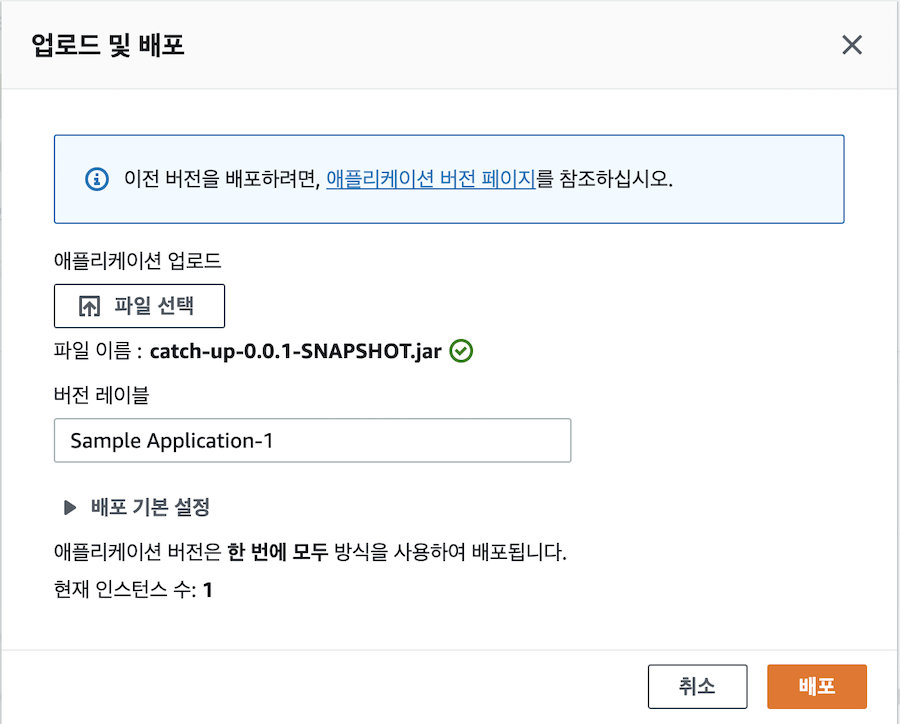 업로드 및 배포
이전 버전을 배포하려면, 애플리케이션 버전 페이지를 참조하십시오.
애플리케이션 업로드
파일 선택
파일 이름 : catch-up-0.0.1-SNAPSHOT.jar
버전 레이블
Sample Application-1
배포 기본 설정
애플리케이션 버전은 한 번에 모두 방식을 사용하여 배포됩니다.
현재 인스턴스 수: 1
취소
배포